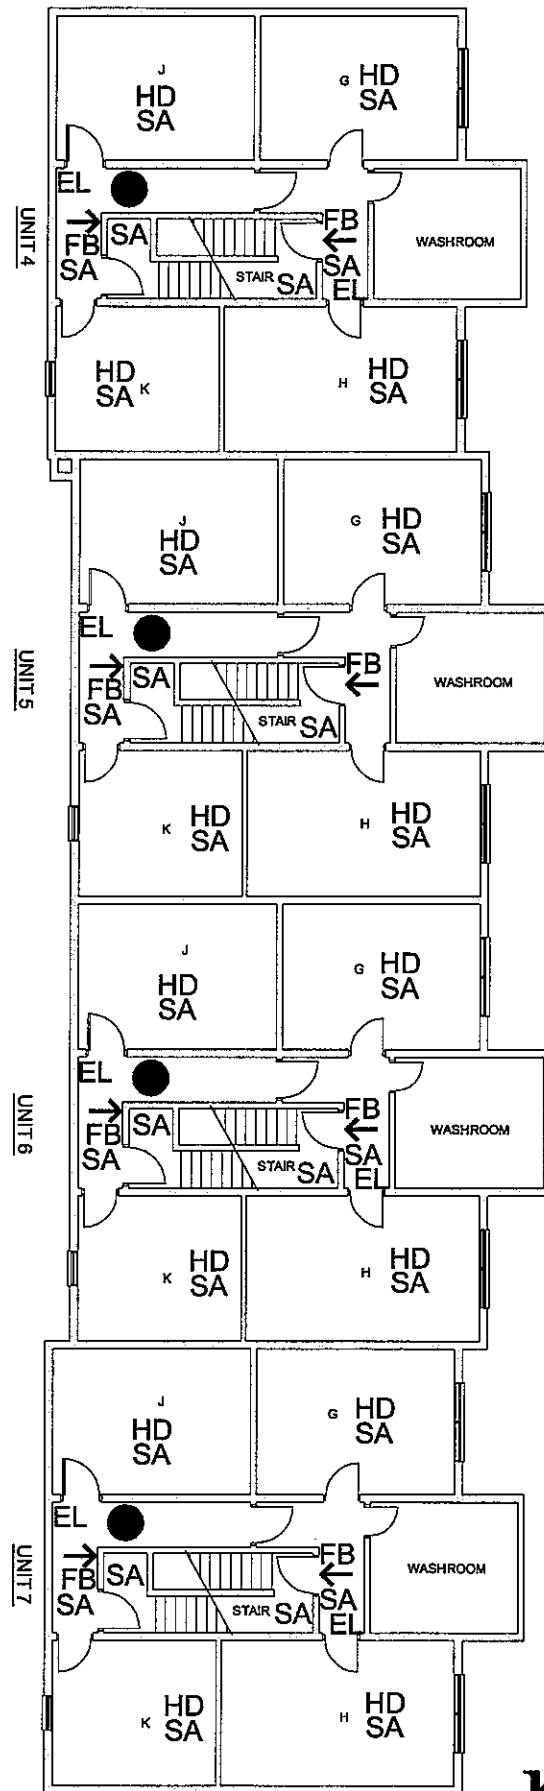 J
HD
SA
G HD
SA
EL
FB
SA
SA
FB
SA
EL
STAIR SA
WASHROOM
UNIT 4
HD
SA K
H HD
SA
J
HD
SA
G HD
SA
EL
FB
SA
SA
FB
STAIR SA
WASHROOM
UNIT 5
K HD
SA
H HD
SA
J
HD
SA
G HD
SA
EL
FB
SA
SA
FB
SA
EL
STAIR SA
WASHROOM
UNIT 6
K HD
SA
H HD
SA
J
HD
SA
G HD
SA
EL
FB
SA
SA
FB
SA
EL
STAIR SA
WASHROOM
UNIT 7
K HD
SA
H HD
SA